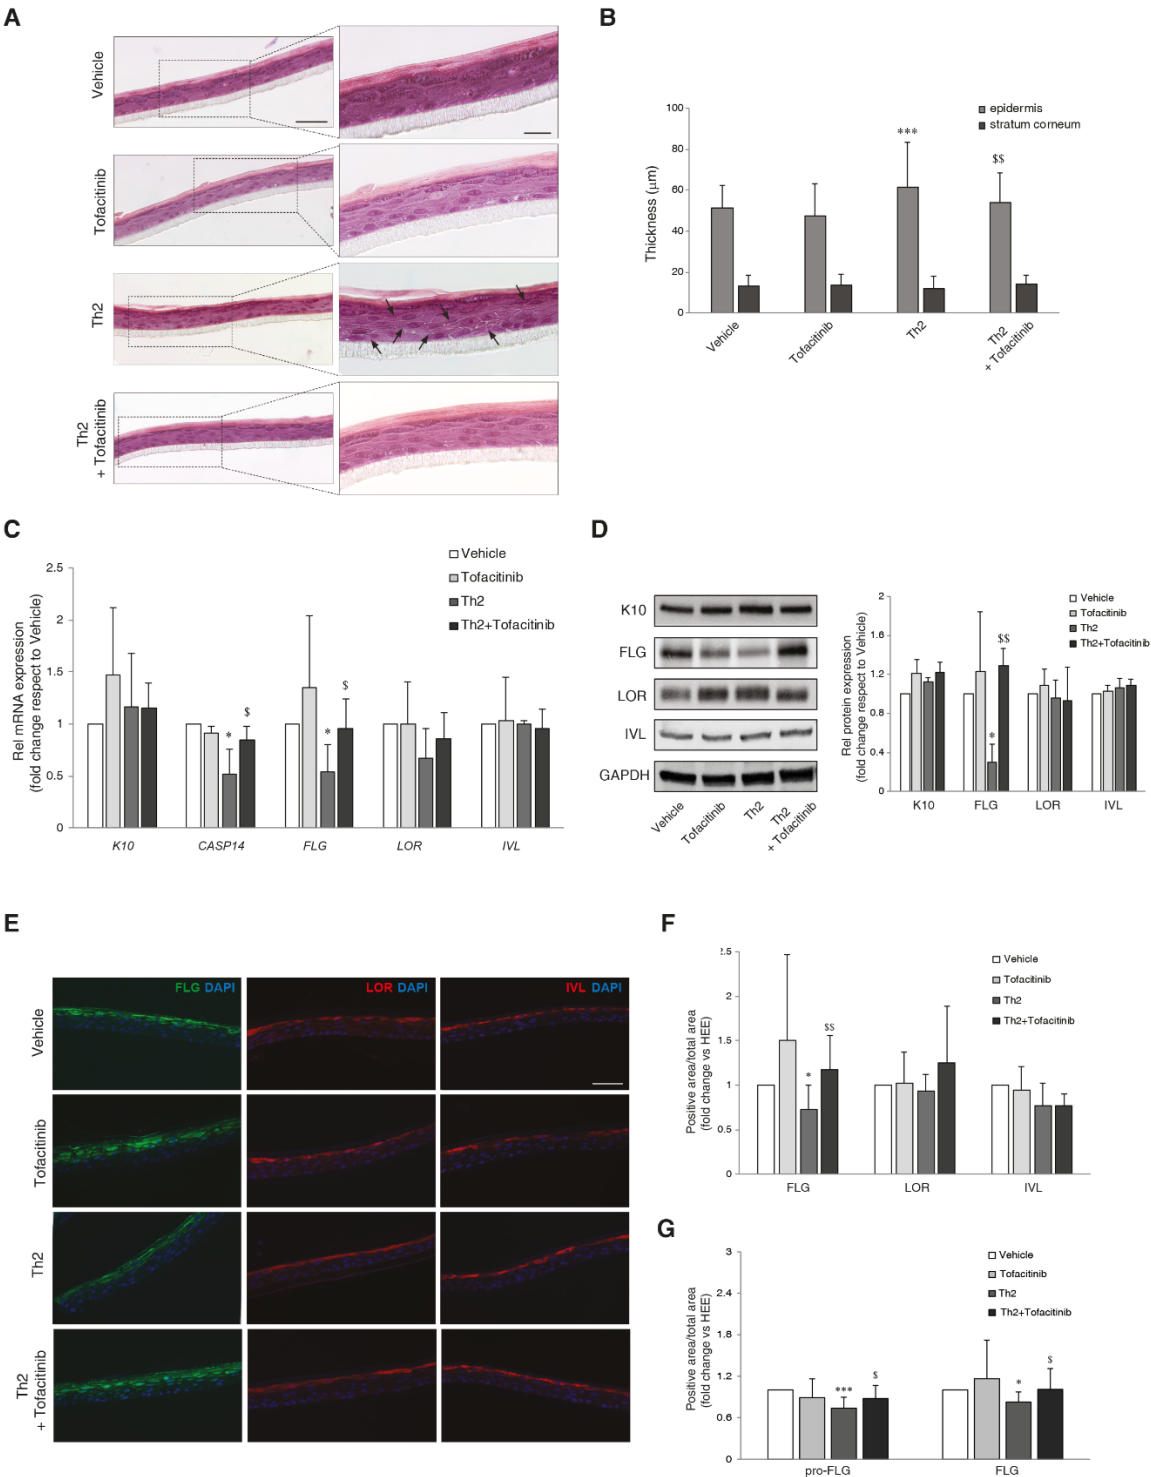 A
Vehicle
Tofacitinib
Th2
Th2
+ Tofacitinib
B
Thickness (μm)
100
80
60
40
20
0
epidermis
stratum corneum
***
$$
Vehicle
Tofacitinib
Th2
Th2
+ Tofacitinib
C
Rel mRNA expression
(fold change respect to Vehicle)
2.5
2
1.5
1
0.5
0
Vehicle
Tofacitinib
Th2
Th2+Tofacitinib
*
$
*
$
K10
CASP14
FLG
LOR
IVL
D
K10
FLG
LOR
IVL
GAPDH
Vehicle
Tofacitinib
Th2
Th2
+ Tofacitinib
Rel protein expression
(fold change respect to Vehicle)
2
1.6
1.2
0.8
0.4
0
Vehicle
Tofacitinib
Th2
Th2+Tofacitinib
*
$$
K10
FLG
LOR
IVL
E
FLG DAPI
LOR DAPI
IVL DAPI
Vehicle
Tofacitinib
Th2
Th2
+ Tofacitinib
F
Positive area/total area
(fold change vs HEE)
2.5
2
1.5
1
0.5
0
Vehicle
Tofacitinib
Th2
Th2+Tofacitinib
*
$$
FLG
LOR
IVL
G
Positive area/total area
(fold change vs HEE)
3
2.4
1.8
1.2
0.6
0
Vehicle
Tofacitinib
Th2
Th2+Tofacitinib
***
$
*
$
pro-FLG
FLG